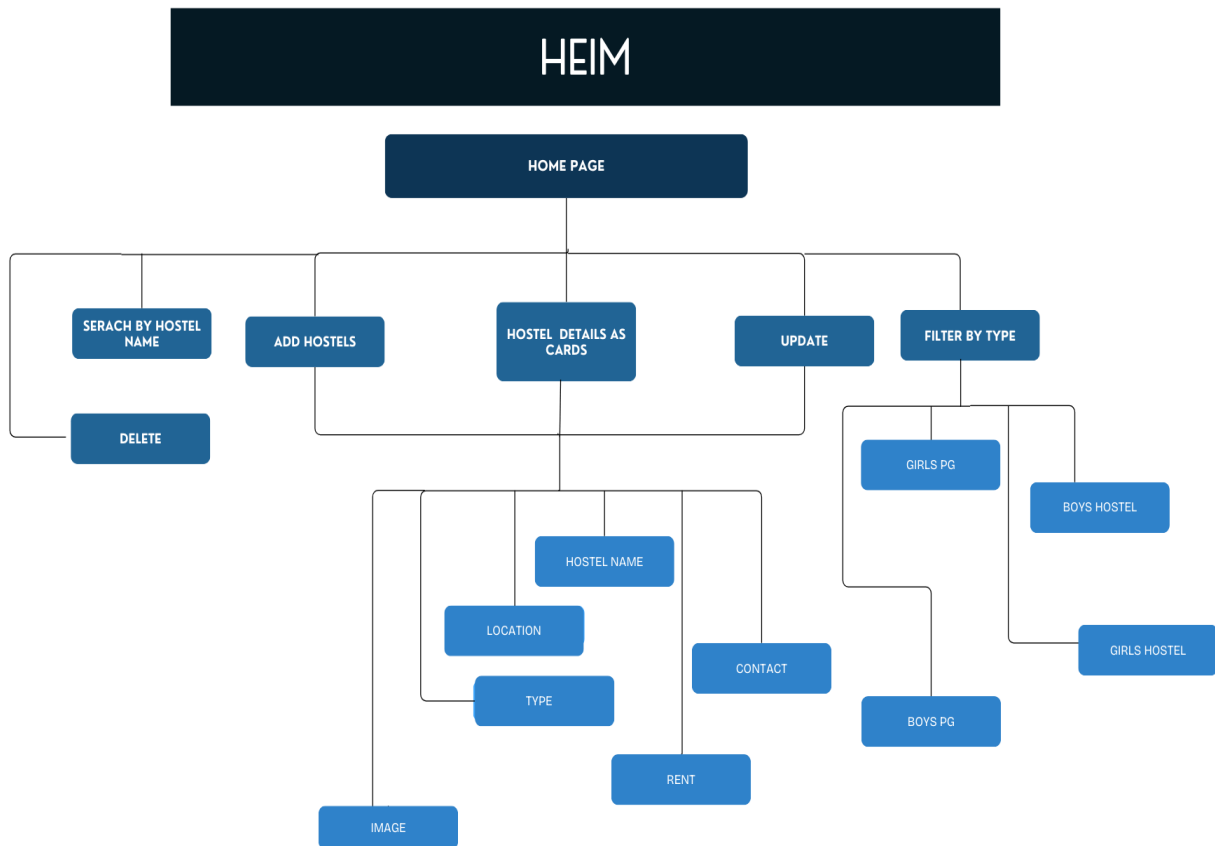 HEIM
HOME PAGE
SERACH BY HOSTEL
NAME
ADD HOSTELS
HOSTEL DETAILS AS
CARDS
UPDATE
FILTER BY TYPE
DELETE
GIRLS PG
BOYS HOSTEL
HOSTEL NAME
LOCATION
GIRLS HOSTEL
CONTACT
TYPE
BOYS PG
RENT
IMAGE